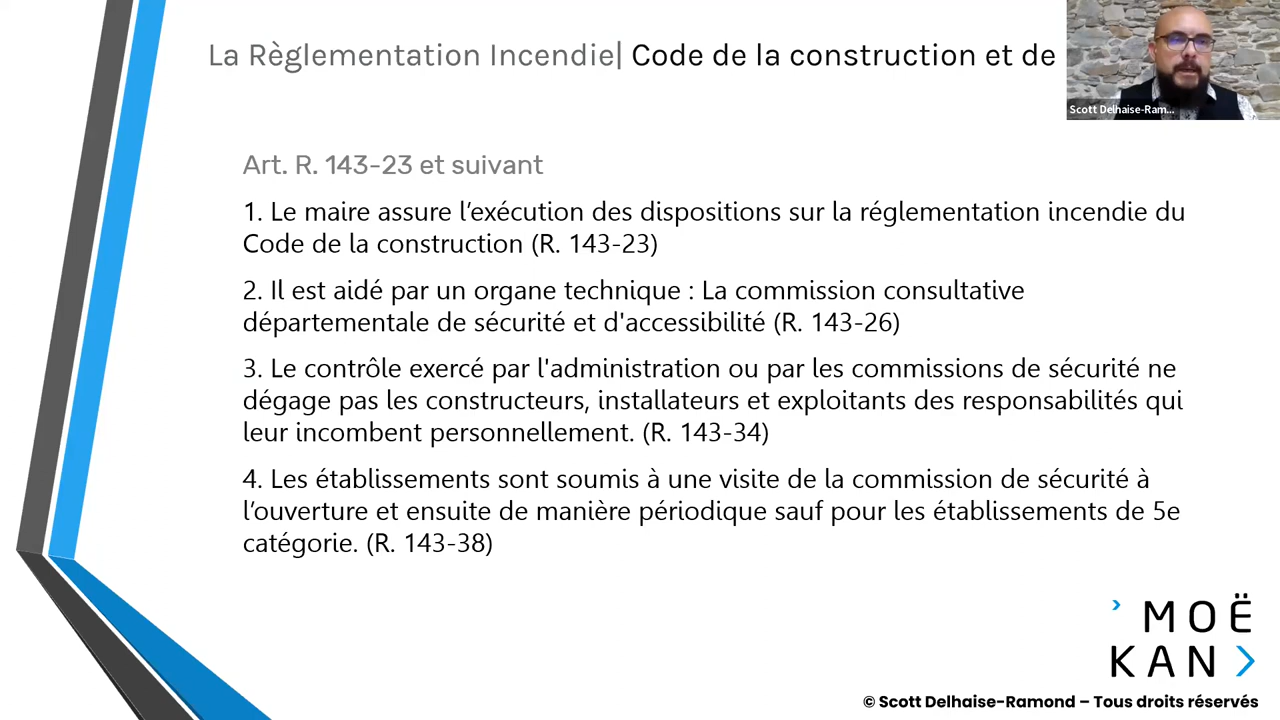 La Règlementation Incendie| Code de la construction et de
Scott Delhaise-Ram...
Art. R. 143-23 et suivant
1. Le maire assure l’exécution des dispositions sur la réglementation incendie du
Code de la construction (R. 143-23)
2. Il est aidé par un organe technique : La commission consultative
départementale de sécurité et d'accessibilité (R. 143-26)
3. Le contrôle exercé par l'administration ou par les commissions de sécurité ne
dégage pas les constructeurs, installateurs et exploitants des responsabilités qui
leur incombent personnellement. (R. 143-34)
4. Les établissements sont soumis à une visite de la commission de sécurité à
l’ouverture et ensuite de manière périodique sauf pour les établissements de 5e
catégorie. (R. 143-38)
MOË
KAN
© Scott Delhaise-Ramond – Tous droits réservés